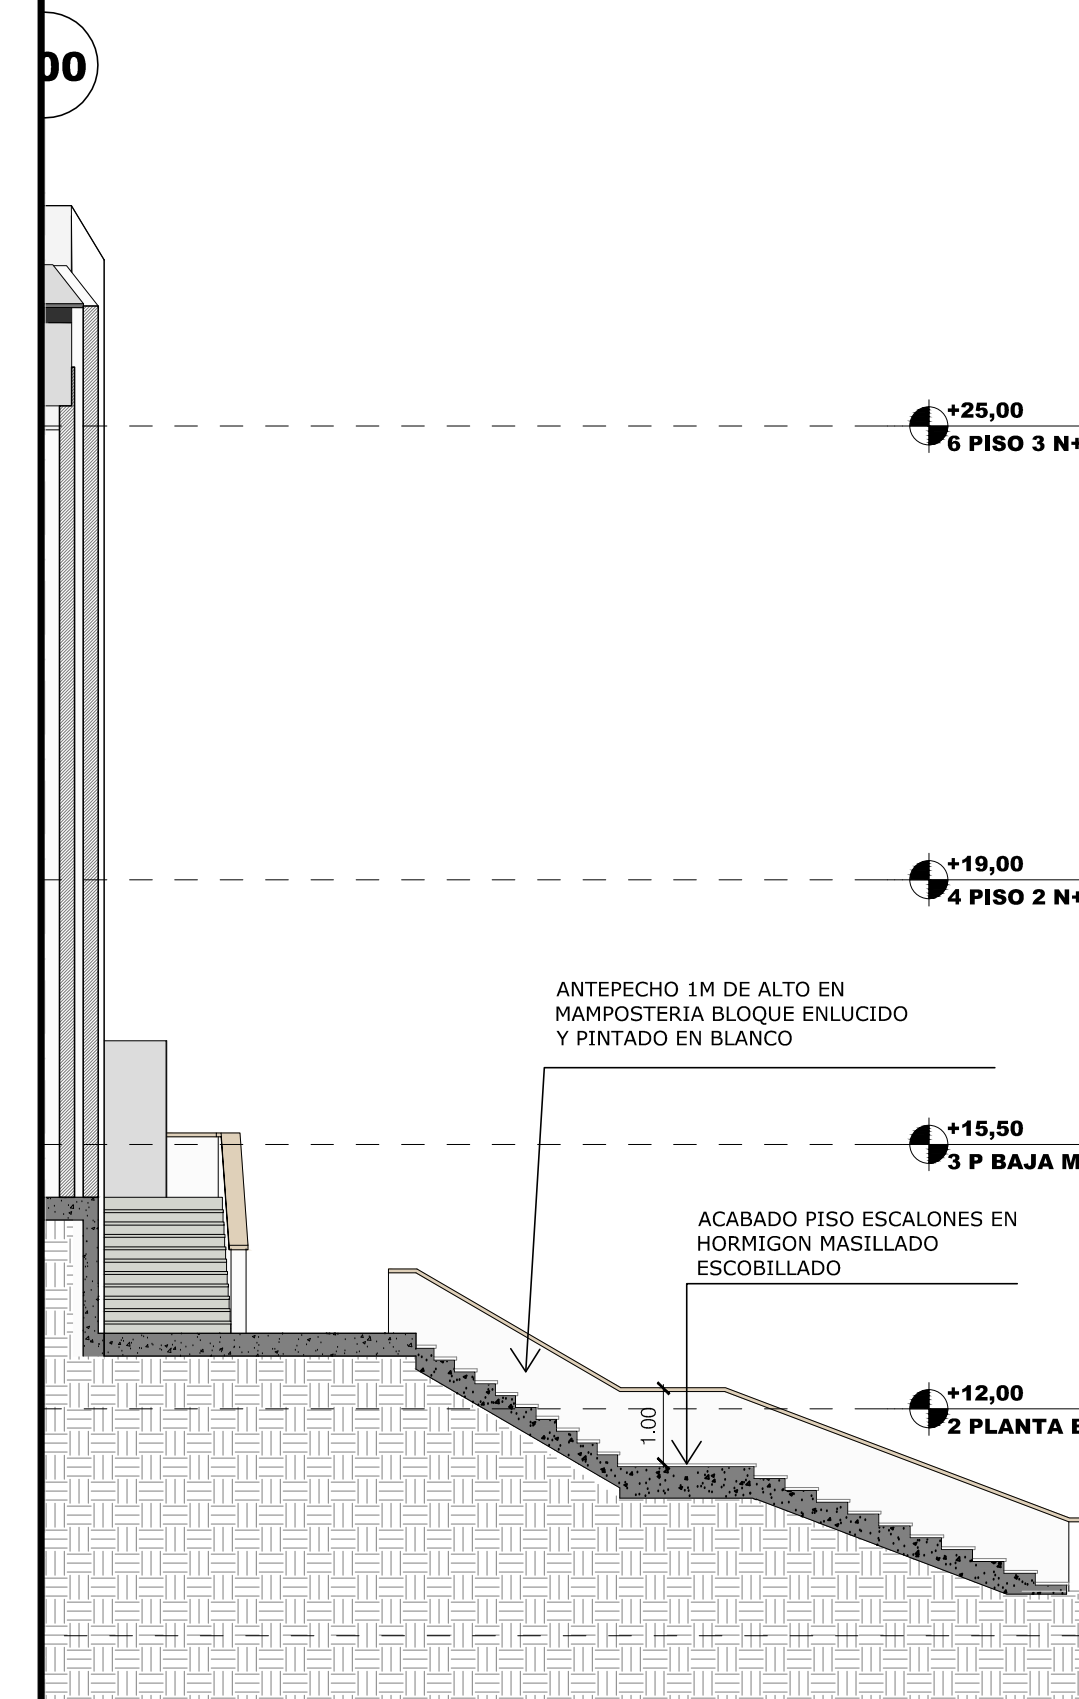 00
+25,00
6 PISO 3 N+
+19,00
4 PISO 2 N+
ANTEPECHO 1M DE ALTO EN
MAMPOSTERIA BLOQUE ENLUCIDO
Y PINTADO EN BLANCO
+15,50
3 P BAJA M
ACABADO PISO ESCALONES EN
HORMIGON MASILLADO
ESCOBILLADO
+12,00
2 PLANTA
1.00